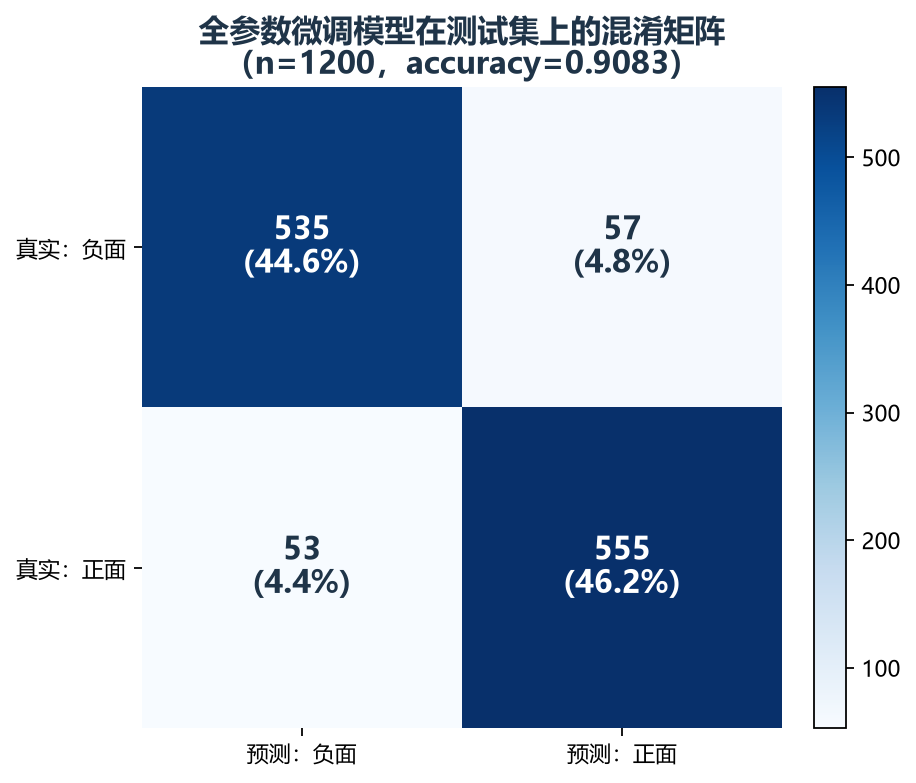 全参数微调模型在测试集上的混淆矩阵
(n=1200，accuracy=0.9083)
真实：负面
535
(44.6%)
57
(4.8%)
真实：正面
53
(4.4%)
555
(46.2%)
预测：负面
预测：正面
500
400
300
200
100